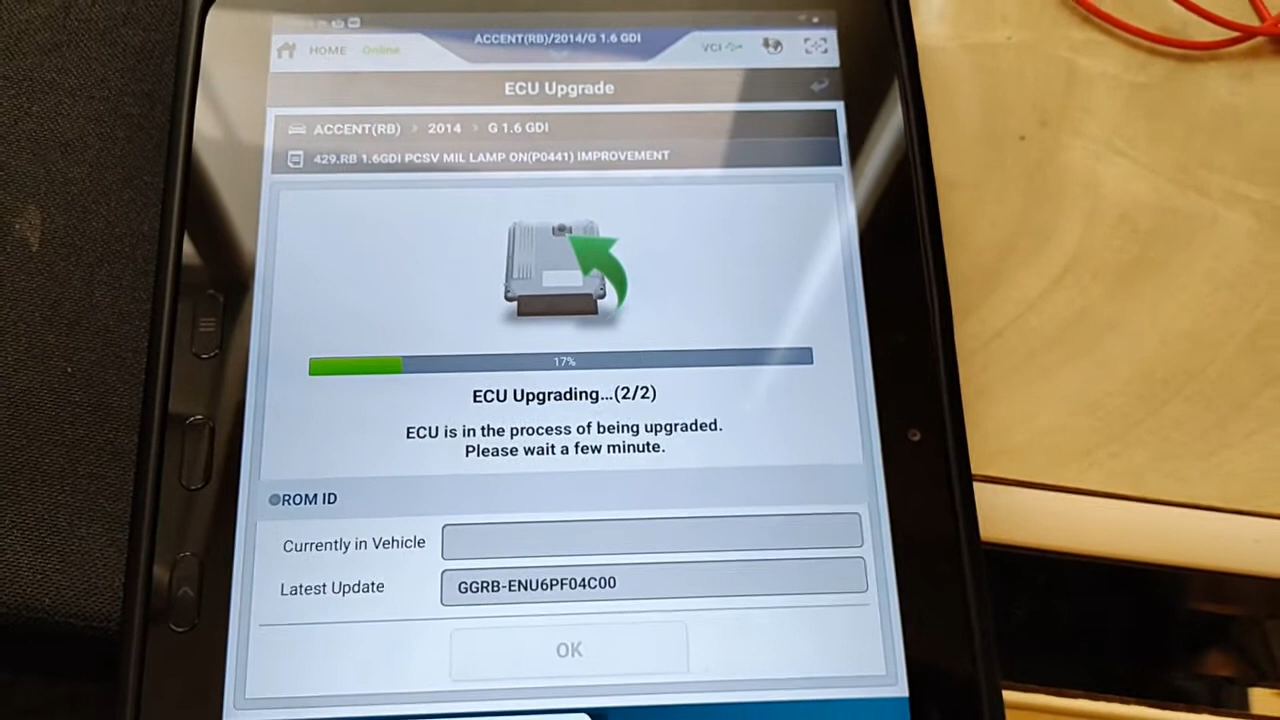 ACCENT(RB)/2014/G 1.6 GDI
HOME Online VCI
ECU Upgrade
ACCENT(RB) > 2014 > G 1.6 GDI
429.RB 1.6GDI PCSV MIL LAMP ON(P0441) IMPROVEMENT
17%
ECU Upgrading...(2/2)
ECU is in the process of being upgraded.
Please wait a few minute.
ROM ID
Currently in Vehicle
Latest Update GGRB-ENU6PF04C00
OK